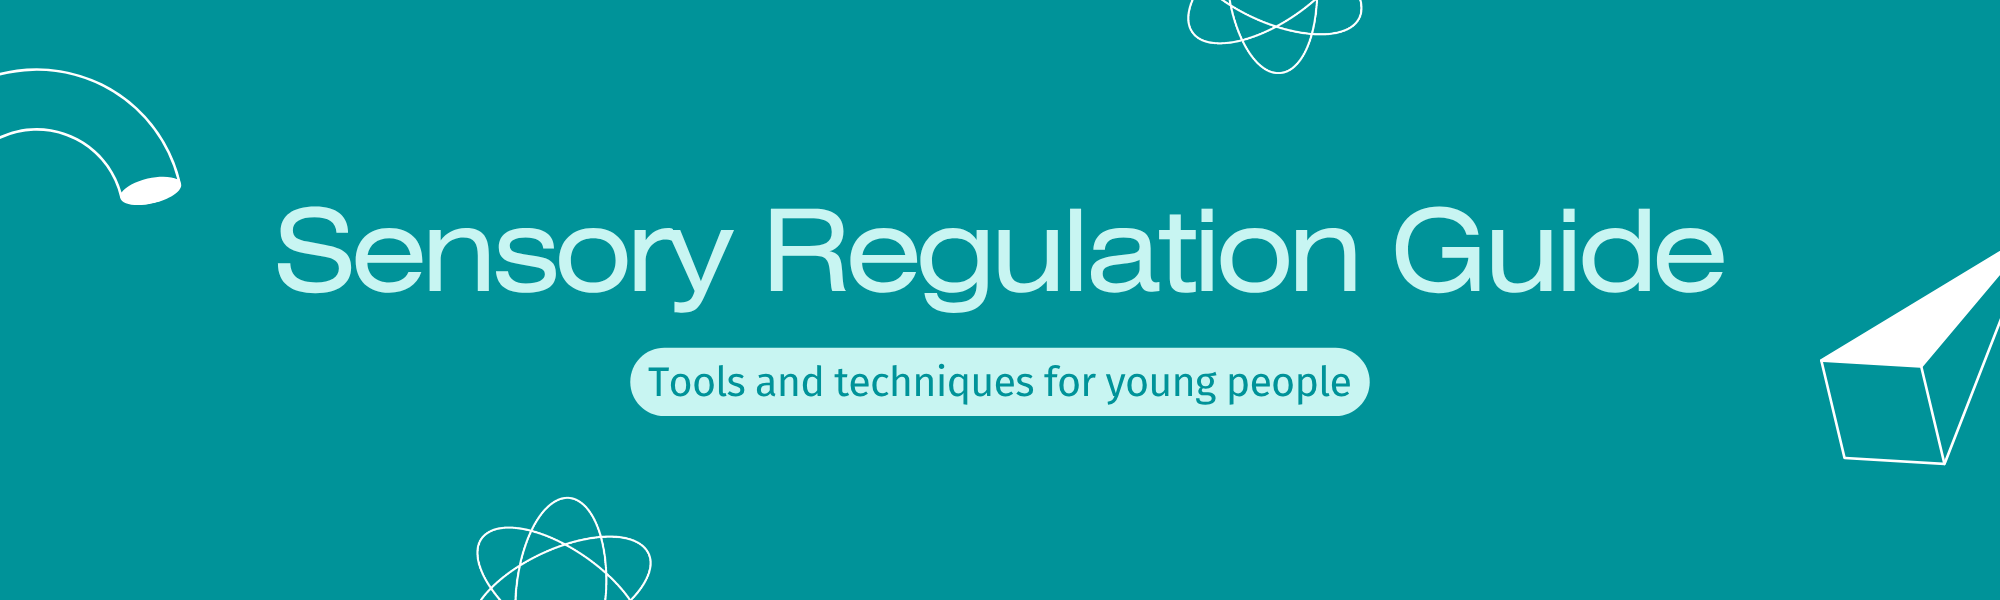 Sensory Regulation Guide
Tools and techniques for young people